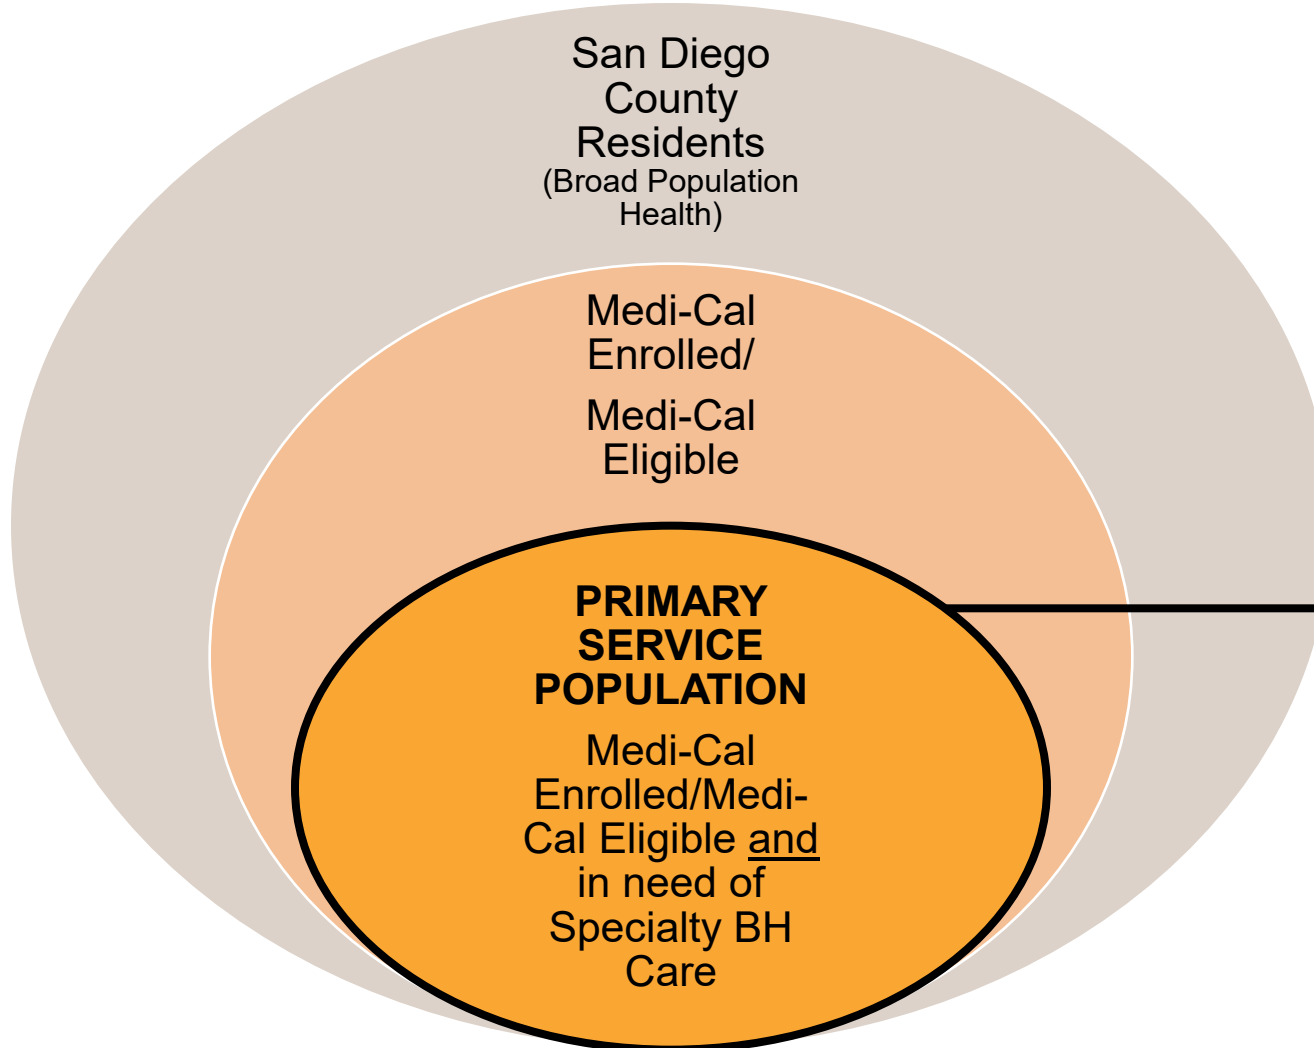 San Diego
County
Residents
(Broad Population
Health)
Medi-Cal
Enrolled/
Medi-Cal
Eligible
PRIMARY
SERVICE
POPULATION
Medi-Cal
Enrolled/Medi-
Cal Eligible and
in need of
Specialty BH
Care